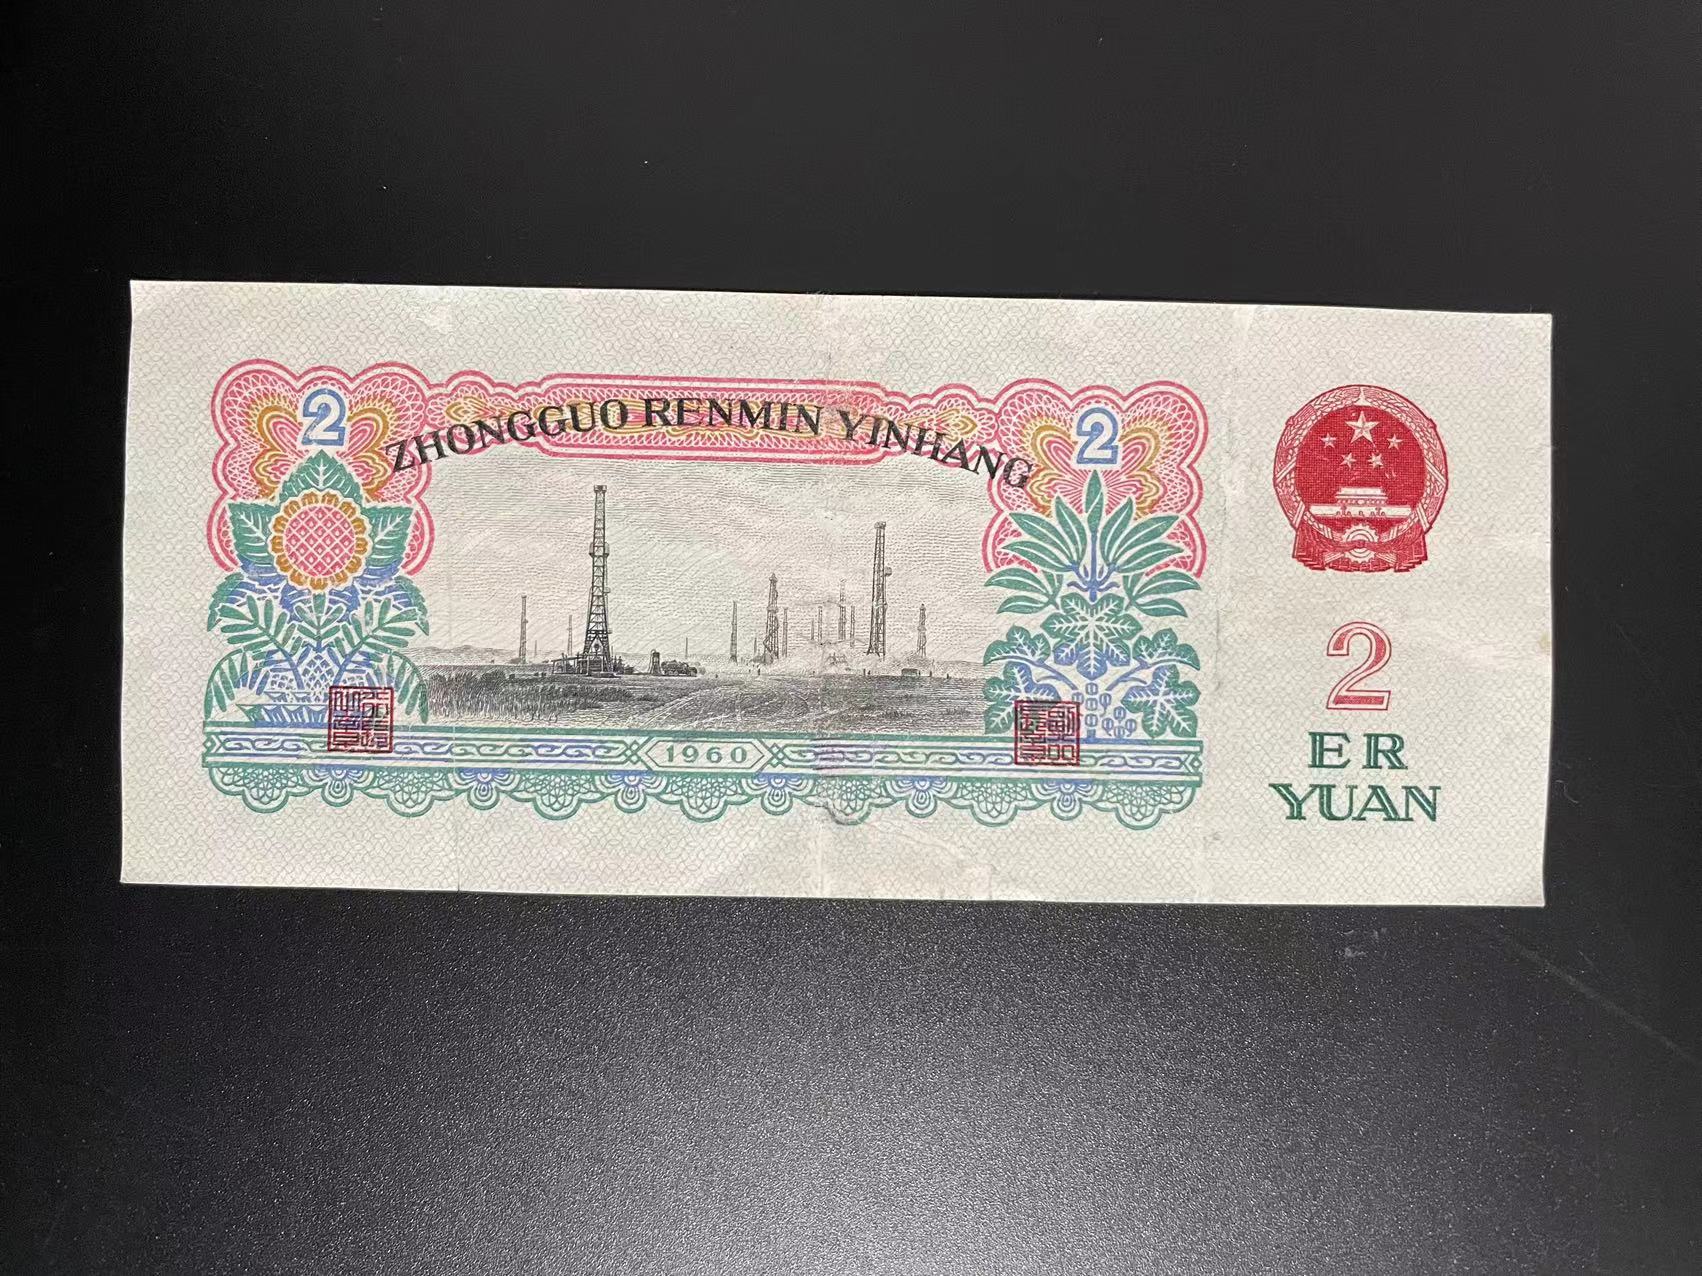 2
ZHONGGUO RENMIN YINHANG
2
1960
2
ER
YUAN